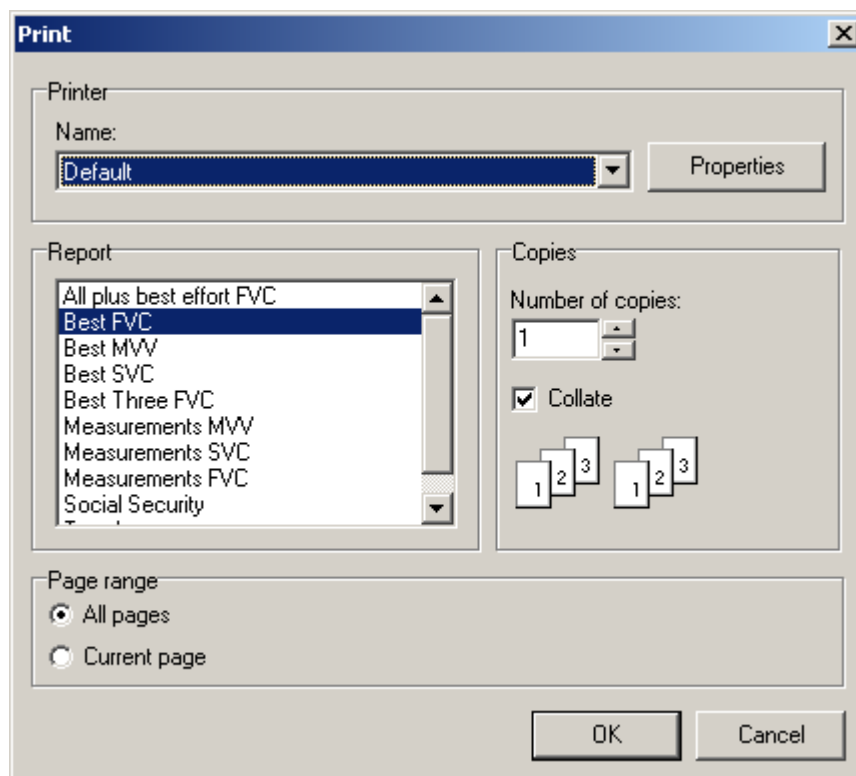 Print
Printer
Name:
Default
Properties
Report
All plus best effort FVC
Best FVC
Best MVV
Best SVC
Best Three FVC
Measurements MVV
Measurements SVC
Measurements FVC
Social Security
Copies
Number of copies:
1
Collate
1 2 3 1 2 3
Page range
All pages
Current page
OK Cancel